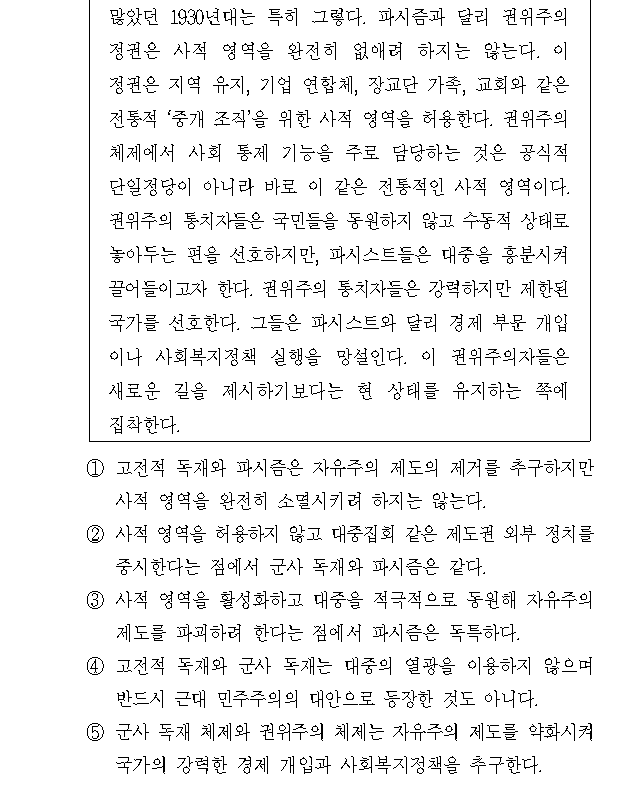 많았던 1930년대는 특히 그렇다. 파시즘과 달리 권위주의
정권은 사적 영역을 완전히 없애려 하지는 않는다. 이
정권은 지역 유지, 기업 연합체, 장교단 가족, 교회와 같은
전통적 ‘중개 조직’을 위한 사적 영역을 허용한다. 권위주의
체제에서 사회 통제 기능을 주로 담당하는 것은 공식적
단일정당이 아니라 바로 이 같은 전통적인 사적 영역이다.
권위주의 통치자들은 국민들을 동원하지 않고 수동적 상태로
놓아두는 편을 선호하지만, 파시스트들은 대중을 흥분시켜
끌어들이고자 한다. 권위주의 통치자들은 강력하지만 제한된
국가를 선호한다. 그들은 파시스트와 달리 경제 부문 개입
이나 사회복지정책 실행을 망설인다. 이 권위주의자들은
새로운 길을 제시하기보다는 현 상태를 유지하는 쪽에
집착한다.
① 고전적 독재와 파시즘은 자유주의 제도의 제거를 추구하지만
사적 영역을 완전히 소멸시키려 하지는 않는다.
② 사적 영역을 허용하지 않고 대중집회 같은 제도권 외부 정치를
중시한다는 점에서 군사 독재와 파시즘은 같다.
③ 사적 영역을 활성화하고 대중을 적극적으로 동원해 자유주의
제도를 파괴하려 한다는 점에서 파시즘은 독특하다.
④ 고전적 독재와 군사 독재는 대중의 열광을 이용하지 않으며
반드시 근대 민주주의의 대안으로 등장한 것도 아니다.
⑤ 군사 독재 체제와 권위주의 체제는 자유주의 제도를 약화시켜
국가의 강력한 경제 개입과 사회복지정책을 추구한다.